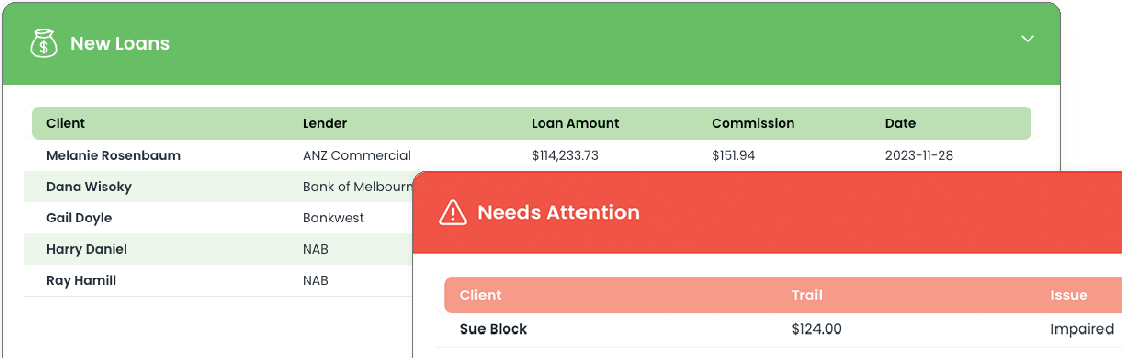 New Loans
Client Lender Loan Amount Commission Date
Melanie Rosenbaum ANZ Commercial $114,233.73 $151.94 2023-11-28
Dana Wisoky Bank of Melbourn
Gail Doyle Bankwest
Harry Daniel NAB
Ray Hamill NAB
Needs Attention
Client Trail Issue
Sue Block $124.00 Impaired